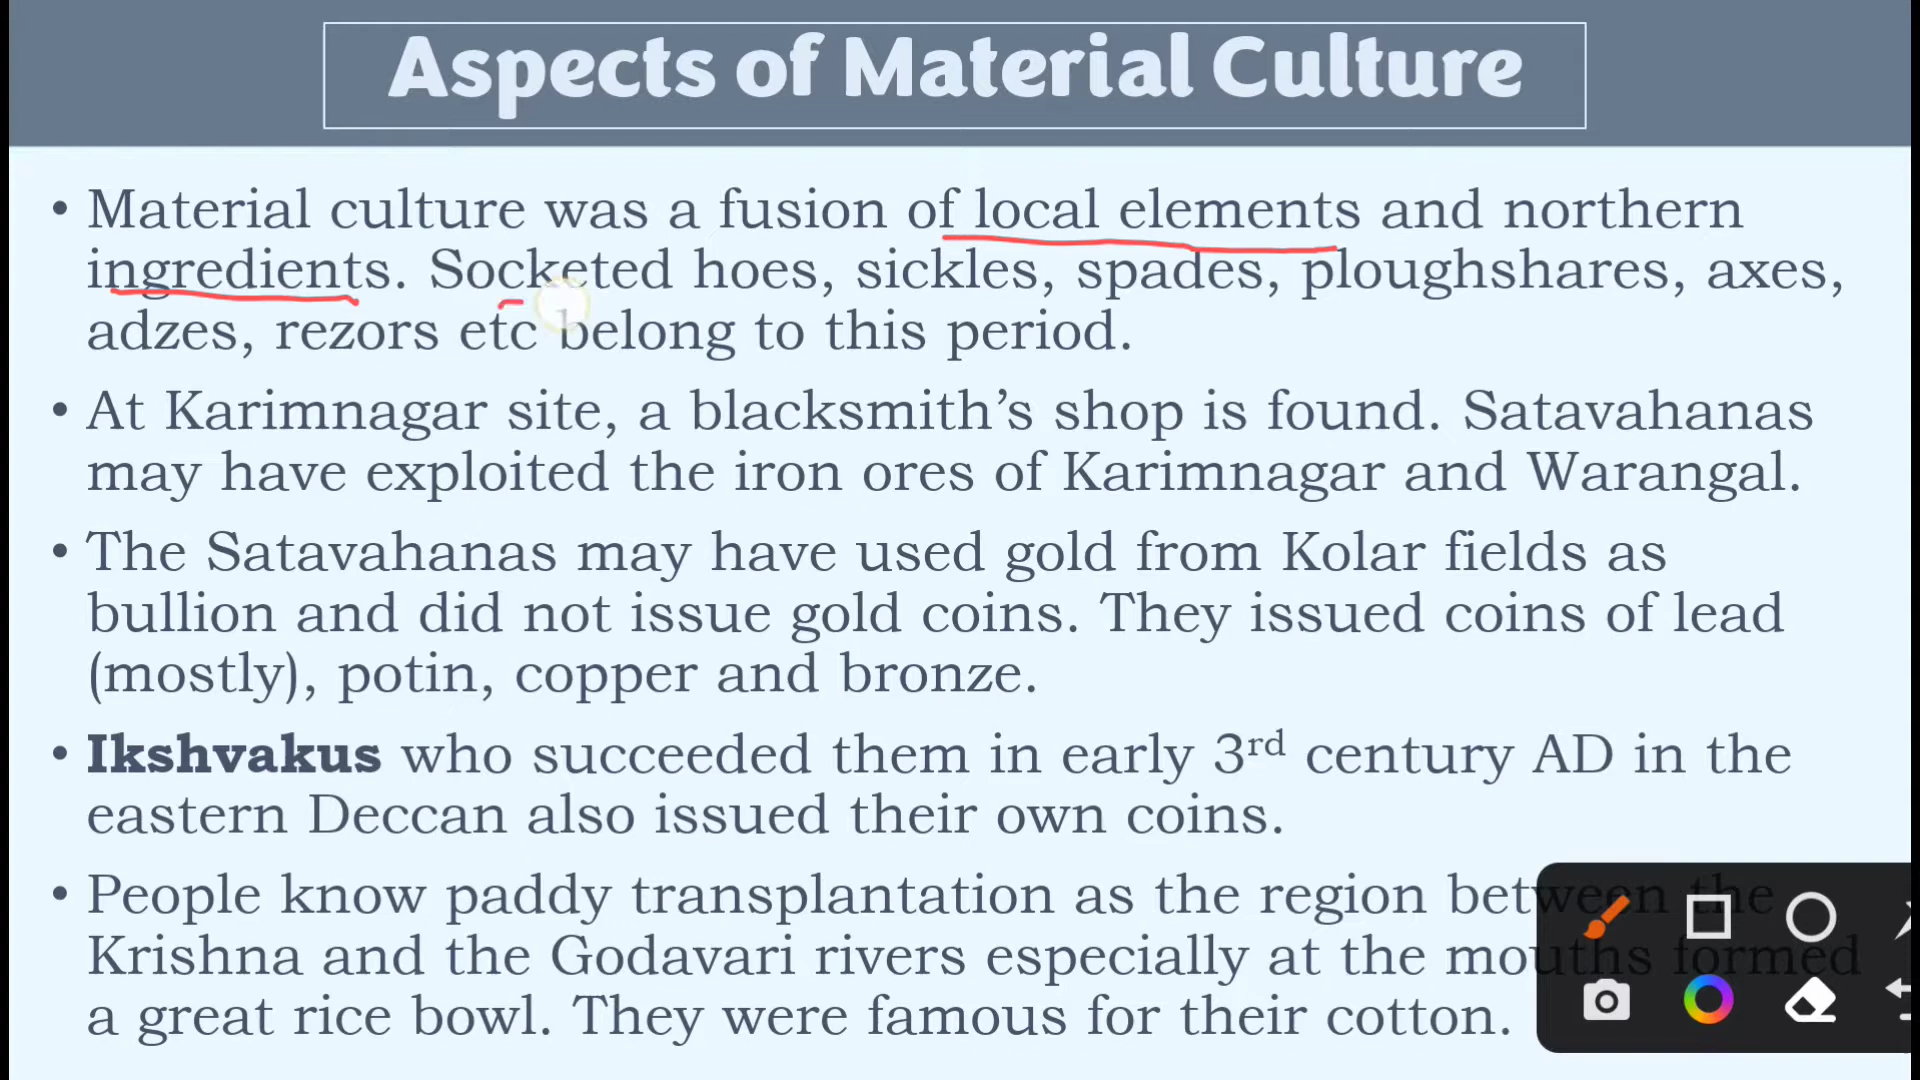 Aspects of Material Culture
• Material culture was a fusion of local elements and northern
ingredients. Socketed hoes, sickles, spades, ploughshares, axes,
adzes, rezors etc belong to this period.
• At Karimnagar site, a blacksmith’s shop is found. Satavahanas
may have exploited the iron ores of Karimnagar and Warangal.
• The Satavahanas may have used gold from Kolar fields as
bullion and did not issue gold coins. They issued coins of lead
(mostly), potin, copper and bronze.
• Ikshvakus who succeeded them in early 3rd century AD in the
eastern Deccan also issued their own coins.
• People know paddy transplantation as the region between the
Krishna and the Godavari rivers especially at the mouths formed
a great rice bowl. They were famous for their cotton.